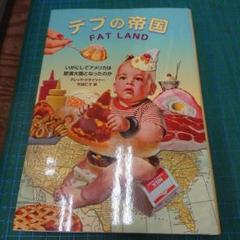 デブの帝国
FAT LAND
いかにしてアメリカは
肥満大国となったのか
グレッグ・クライツァー
竹迫仁子 訳